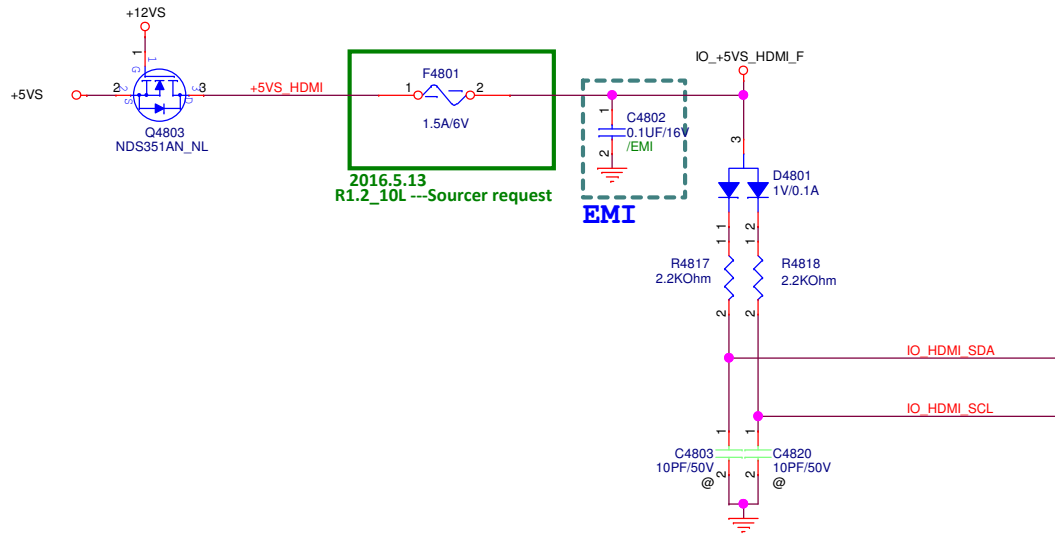 +12VS
IO_+5VS_HDMI_F
1
1
G
+5VS
2
2
S
3
3
D
+5VS_HDMI
F4801
1
2
1.5A/6V
Q4803
NDS351AN_NL
1
C4802
0.1UF/16V
/EMI
2
2016.5.13
R1.2_10L ---Sourcer request
EMI
3
D4801
1V/0.1A
1
2
1
1
R4817
2.2KOhm
R4818
2.2KOhm
2
2
IO_HDMI_SDA
IO_HDMI_SCL
1
1
C4803
10PF/50V
@
C4820
10PF/50V
@
2
2